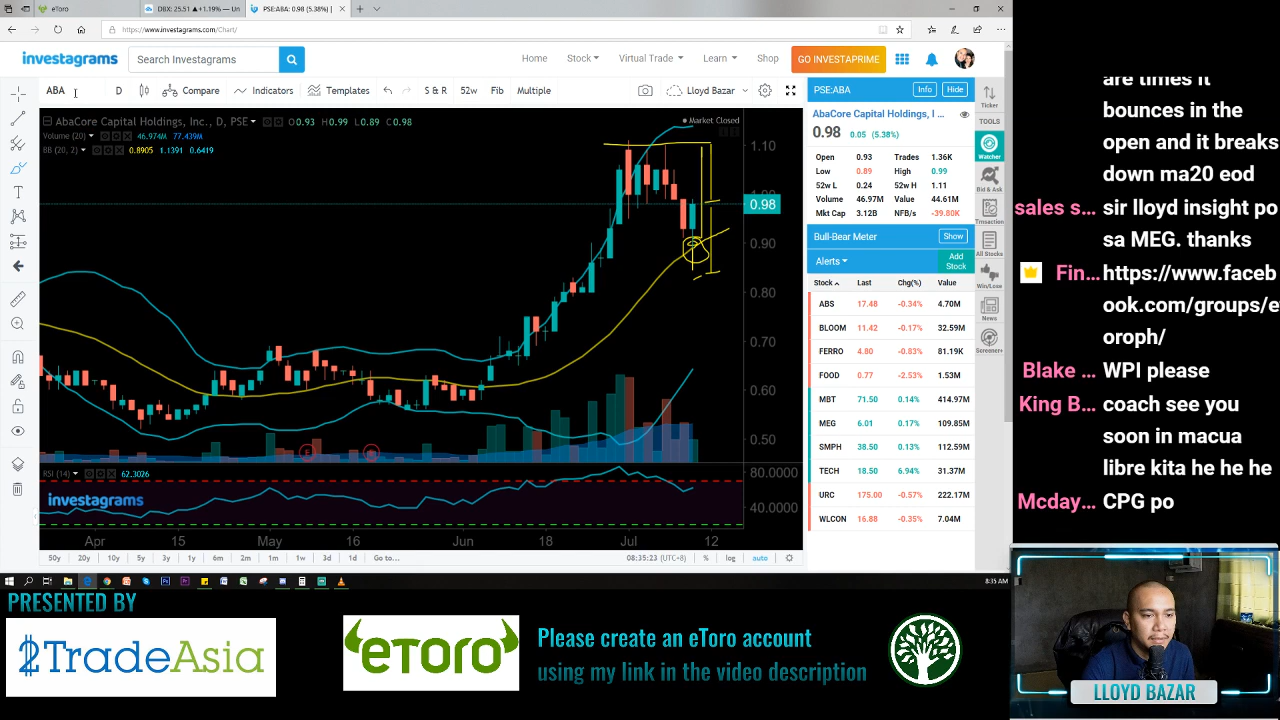 eToro
DBX: 25.51 ▲+1.19% — Un
PSE:ABA: 0.98 (5.38%) |
https://www.investagrams.com/Chart/
investagrams
Search Investagrams
Home
Stock
Virtual Trade
Learn
Shop
GO INVESTAPRIME
ABA
D
Compare
Indicators
Templates
S & R
52w
Fib
Multiple
Lloyd Bazar
AbaCore Capital Holdings, Inc., D, PSE
O 0.93 H 0.99 L 0.89 C 0.98
Market Closed
Volume (20)
46.974M 77.439M
BB (20, 2)
0.8905 1.1391 0.6419
1.10
1.00
0.98
0.90
0.80
0.70
0.60
0.50
RSI (14)
62.3026
80.0000
40.0000
investagrams
Apr
15
May
16
Jun
18
Jul
12
50y
20y
10y
5y
3y
1y
6m
2m
1m
1w
3d
1d
Go to...
08:35:23 (UTC+8)
%
log
auto
PSE:ABA
Info
Hide
AbaCore Capital Holdings, I ...
0.98 0.05 (5.38%)
Open 0.93 Trades 1.36K
Low 0.89 High 0.99
52w L 0.24 52w H 1.11
Volume 46.97M Value 44.61M
Mkt Cap 3.12B NFB/s -39.80K
Bull-Bear Meter
Show
Alerts
Add
Stock
Stock Last Chg(%) Value
ABS 17.48 -0.34% 4.70M
BLOOM 11.42 -0.17% 32.59M
FERRO 4.80 -0.83% 81.19K
FOOD 0.77 -2.53% 1.53M
MBT 71.50 0.14% 414.97M
MEG 6.01 0.17% 109.85M
SMPH 38.50 0.13% 112.59M
TECH 18.50 6.94% 31.37M
URC 175.00 -0.57% 222.17M
WLCON 16.88 -0.35% 7.04M
Ticker
TOOLS
Watcher
Bid & Ask
Transaction
All Stocks
Win/Lose
News
Screener+
8:35 AM
are times it
bounces in the
open and it breaks
down ma20 eod
sales s... sir lloyd insight po
sa MEG. thanks
Fin... https://www.faceb
ook.com/groups/e
oroph/
Blake ... WPI please
King B... coach see you
soon in macua
libre kita he he he
Mcday... CPG po
PRESENTED BY
2TradeAsia
eToro
Please create an eToro account
using my link in the video description
LLOYD BAZAR